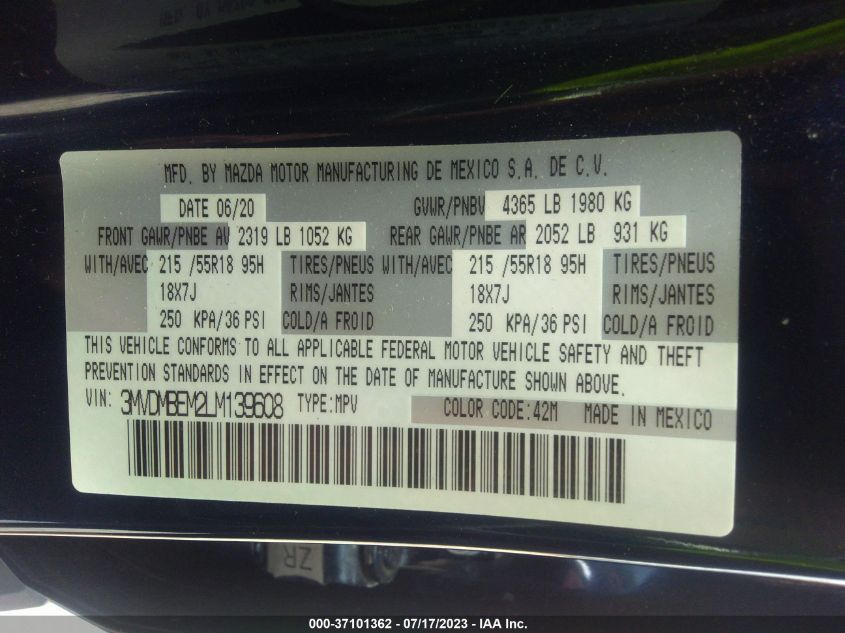 MFD. BY MAZDA MOTOR MANUFACTURING DE MEXICO S.A. DE C.V.
DATE 06/20 GVWR/PNBV 4365 LB 1980 KG
FRONT GAWR/PNBE AV 2319 LB 1052 KG REAR GAWR/PNBE AR 2052 LB 931 KG
WITH/AVEC 215 /55R18 95H TIRES/PNEUS WITH/AVEC 215 /55R18 95H TIRES/PNEUS
18X7J RIMS/JANTES 18X7J RIMS/JANTES
250 KPA/36 PSI COLD/A FROID 250 KPA/36 PSI COLD/A FROID
THIS VEHICLE CONFORMS TO ALL APPLICABLE FEDERAL MOTOR VEHICLE SAFETY AND THEFT
PREVENTION STANDARDS IN EFFECT ON THE DATE OF MANUFACTURE SHOWN ABOVE.
VIN: 3MVDMBEM2LM139608 TYPE:MPV COLOR CODE:42M MADE IN MEXICO
ZR
000-37101362 - 07/17/2023 - IAA Inc.